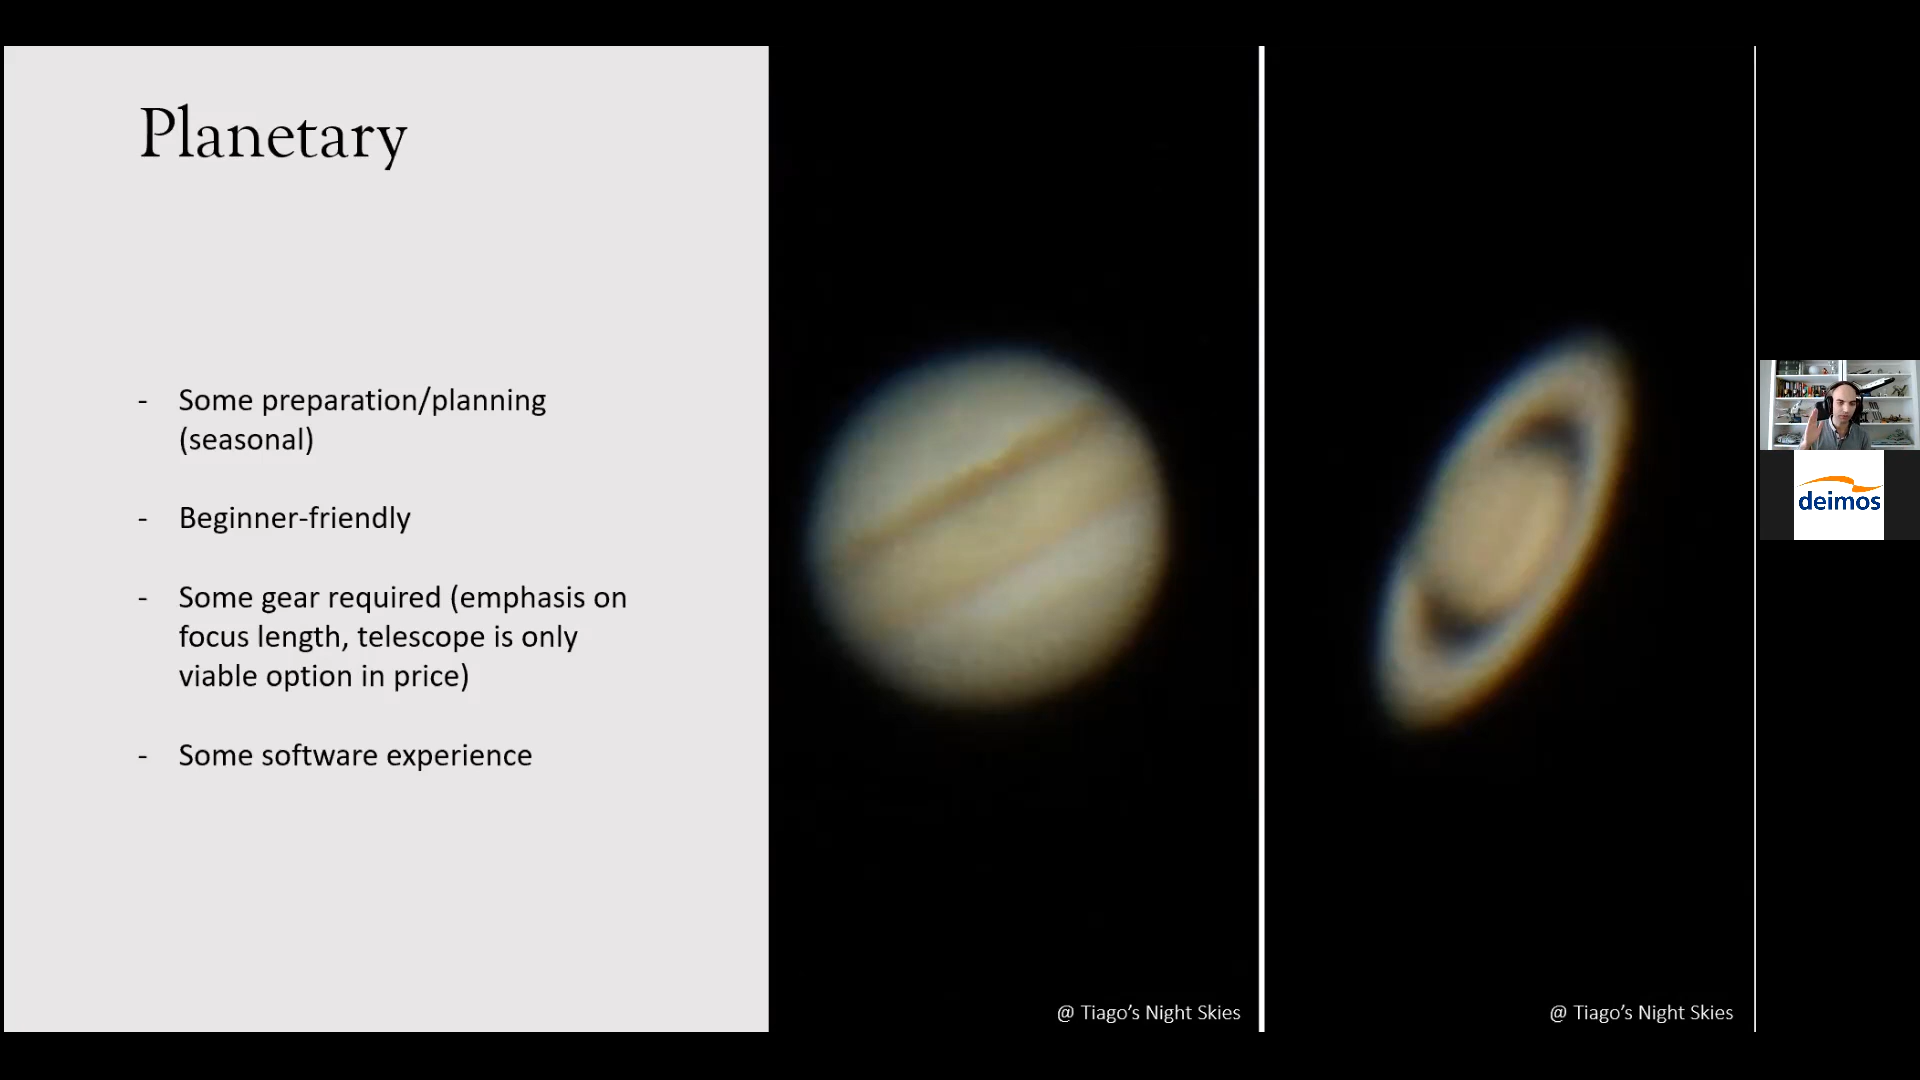 Planetary
- Some preparation/planning
(seasonal)
- Beginner-friendly
- Some gear required (emphasis on
focus length, telescope is only
viable option in price)
- Some software experience
@ Tiago’s Night Skies
@ Tiago’s Night Skies
deimos